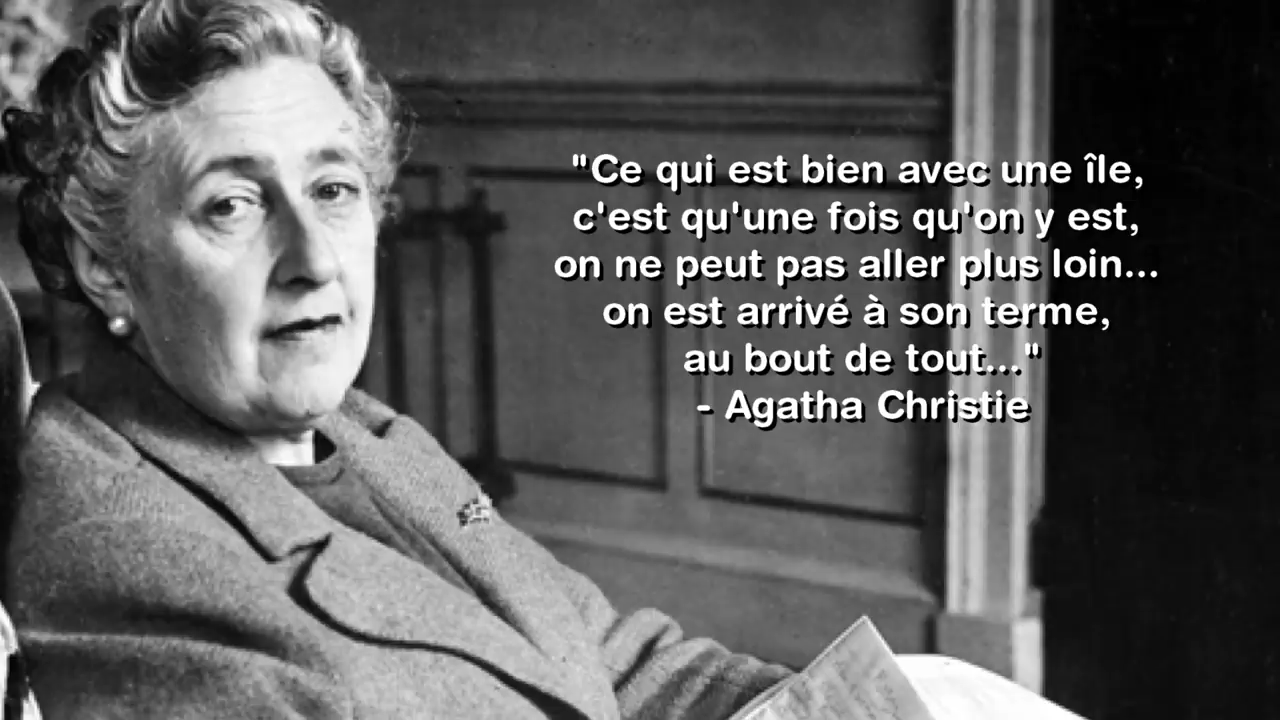 "Ce qui est bien avec une île,
c'est qu'une fois qu'on y est,
on ne peut pas aller plus loin...
on est arrivé à son terme,
au bout de tout..."
- Agatha Christie